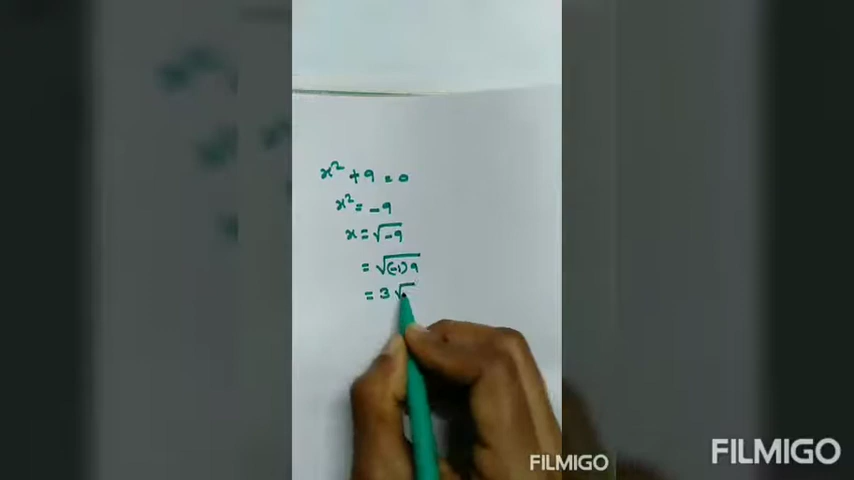 x² + 9 = 0
x² = -9
x = √-9
= √(-1)9
= 3√
FILMIGO
FILMIGO